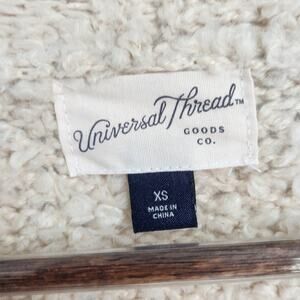 Universal Thread™
GOODS
CO.
XS
MADE IN
CHINA